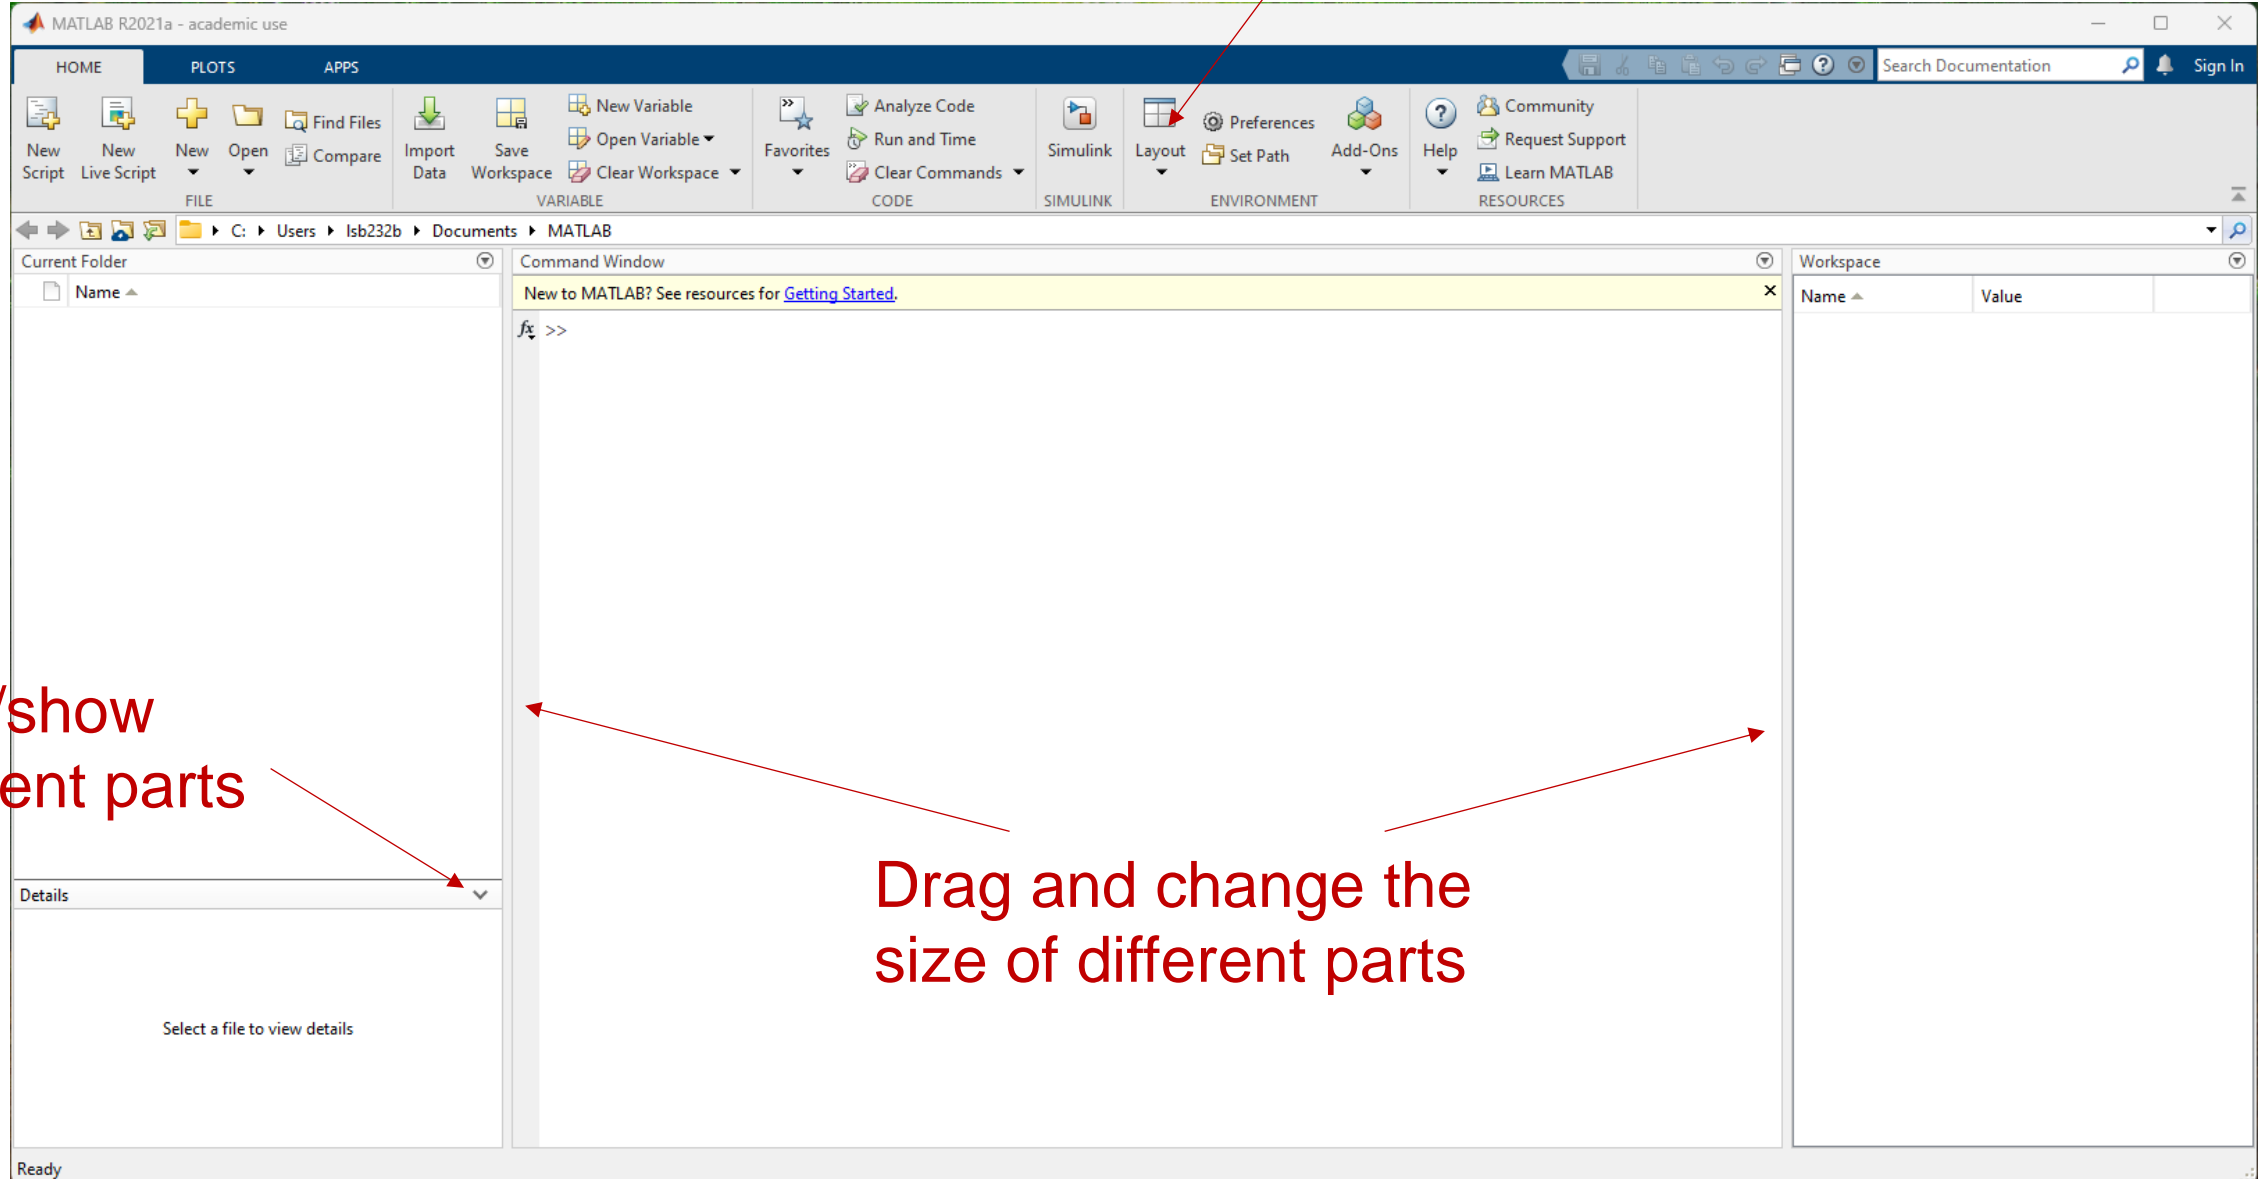 MATLAB R2021a - academic use
HOME PLOTS APPS Search Documentation Sign In
New Script
New Live Script
New
Open
Find Files
Compare
FILE
Import Data
Save Workspace
New Variable
Open Variable
Clear Workspace
VARIABLE
Favorites
Analyze Code
Run and Time
Clear Commands
CODE
Simulink
SIMULINK
Layout
Preferences
Set Path
Add-Ons
ENVIRONMENT
Help
Community
Request Support
Learn MATLAB
RESOURCES
C: Users lsb232b Documents MATLAB
Current Folder
Name
Command Window
New to MATLAB? See resources for Getting Started.
fx >>
Workspace
Name Value
/show
ent parts
Drag and change the
size of different parts
Details
Select a file to view details
Ready